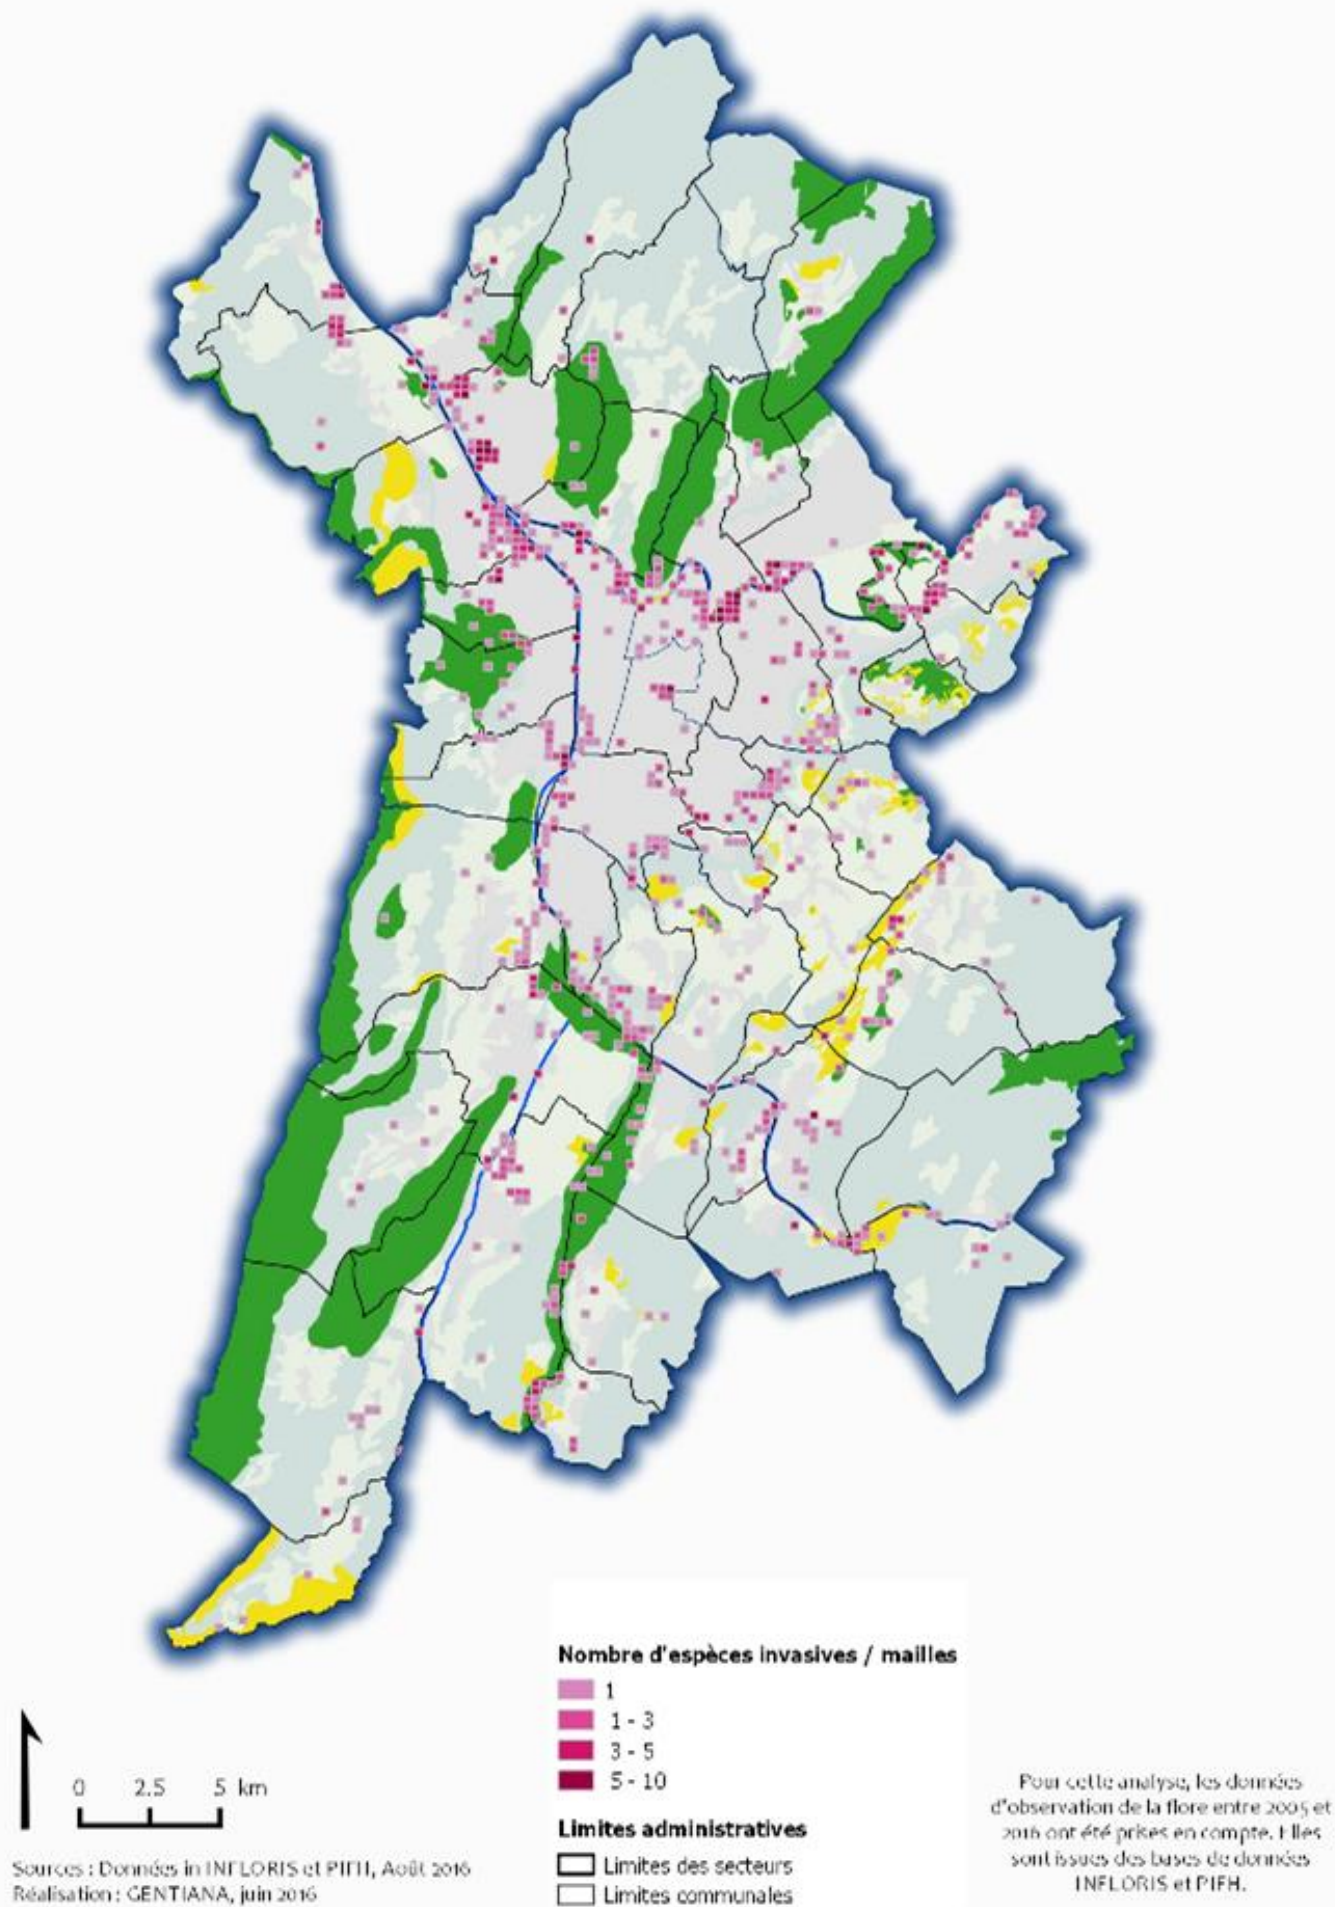 Nombre d'espèces invasives / mailles
1
1 - 3
3 - 5
5 - 10
Limites administratives
Limites des secteurs
Limites communales
0 2.5 5 km
Sources : Données in INFLORIS et PIFH, Août 2016
Réalisation : GENTIANA, juin 2016
Pour cette analyse, les données
d'observation de la flore entre 2005 et
2016 ont été prises en compte. Elles
sont issues des bases de données
INFLORIS et PIFH.